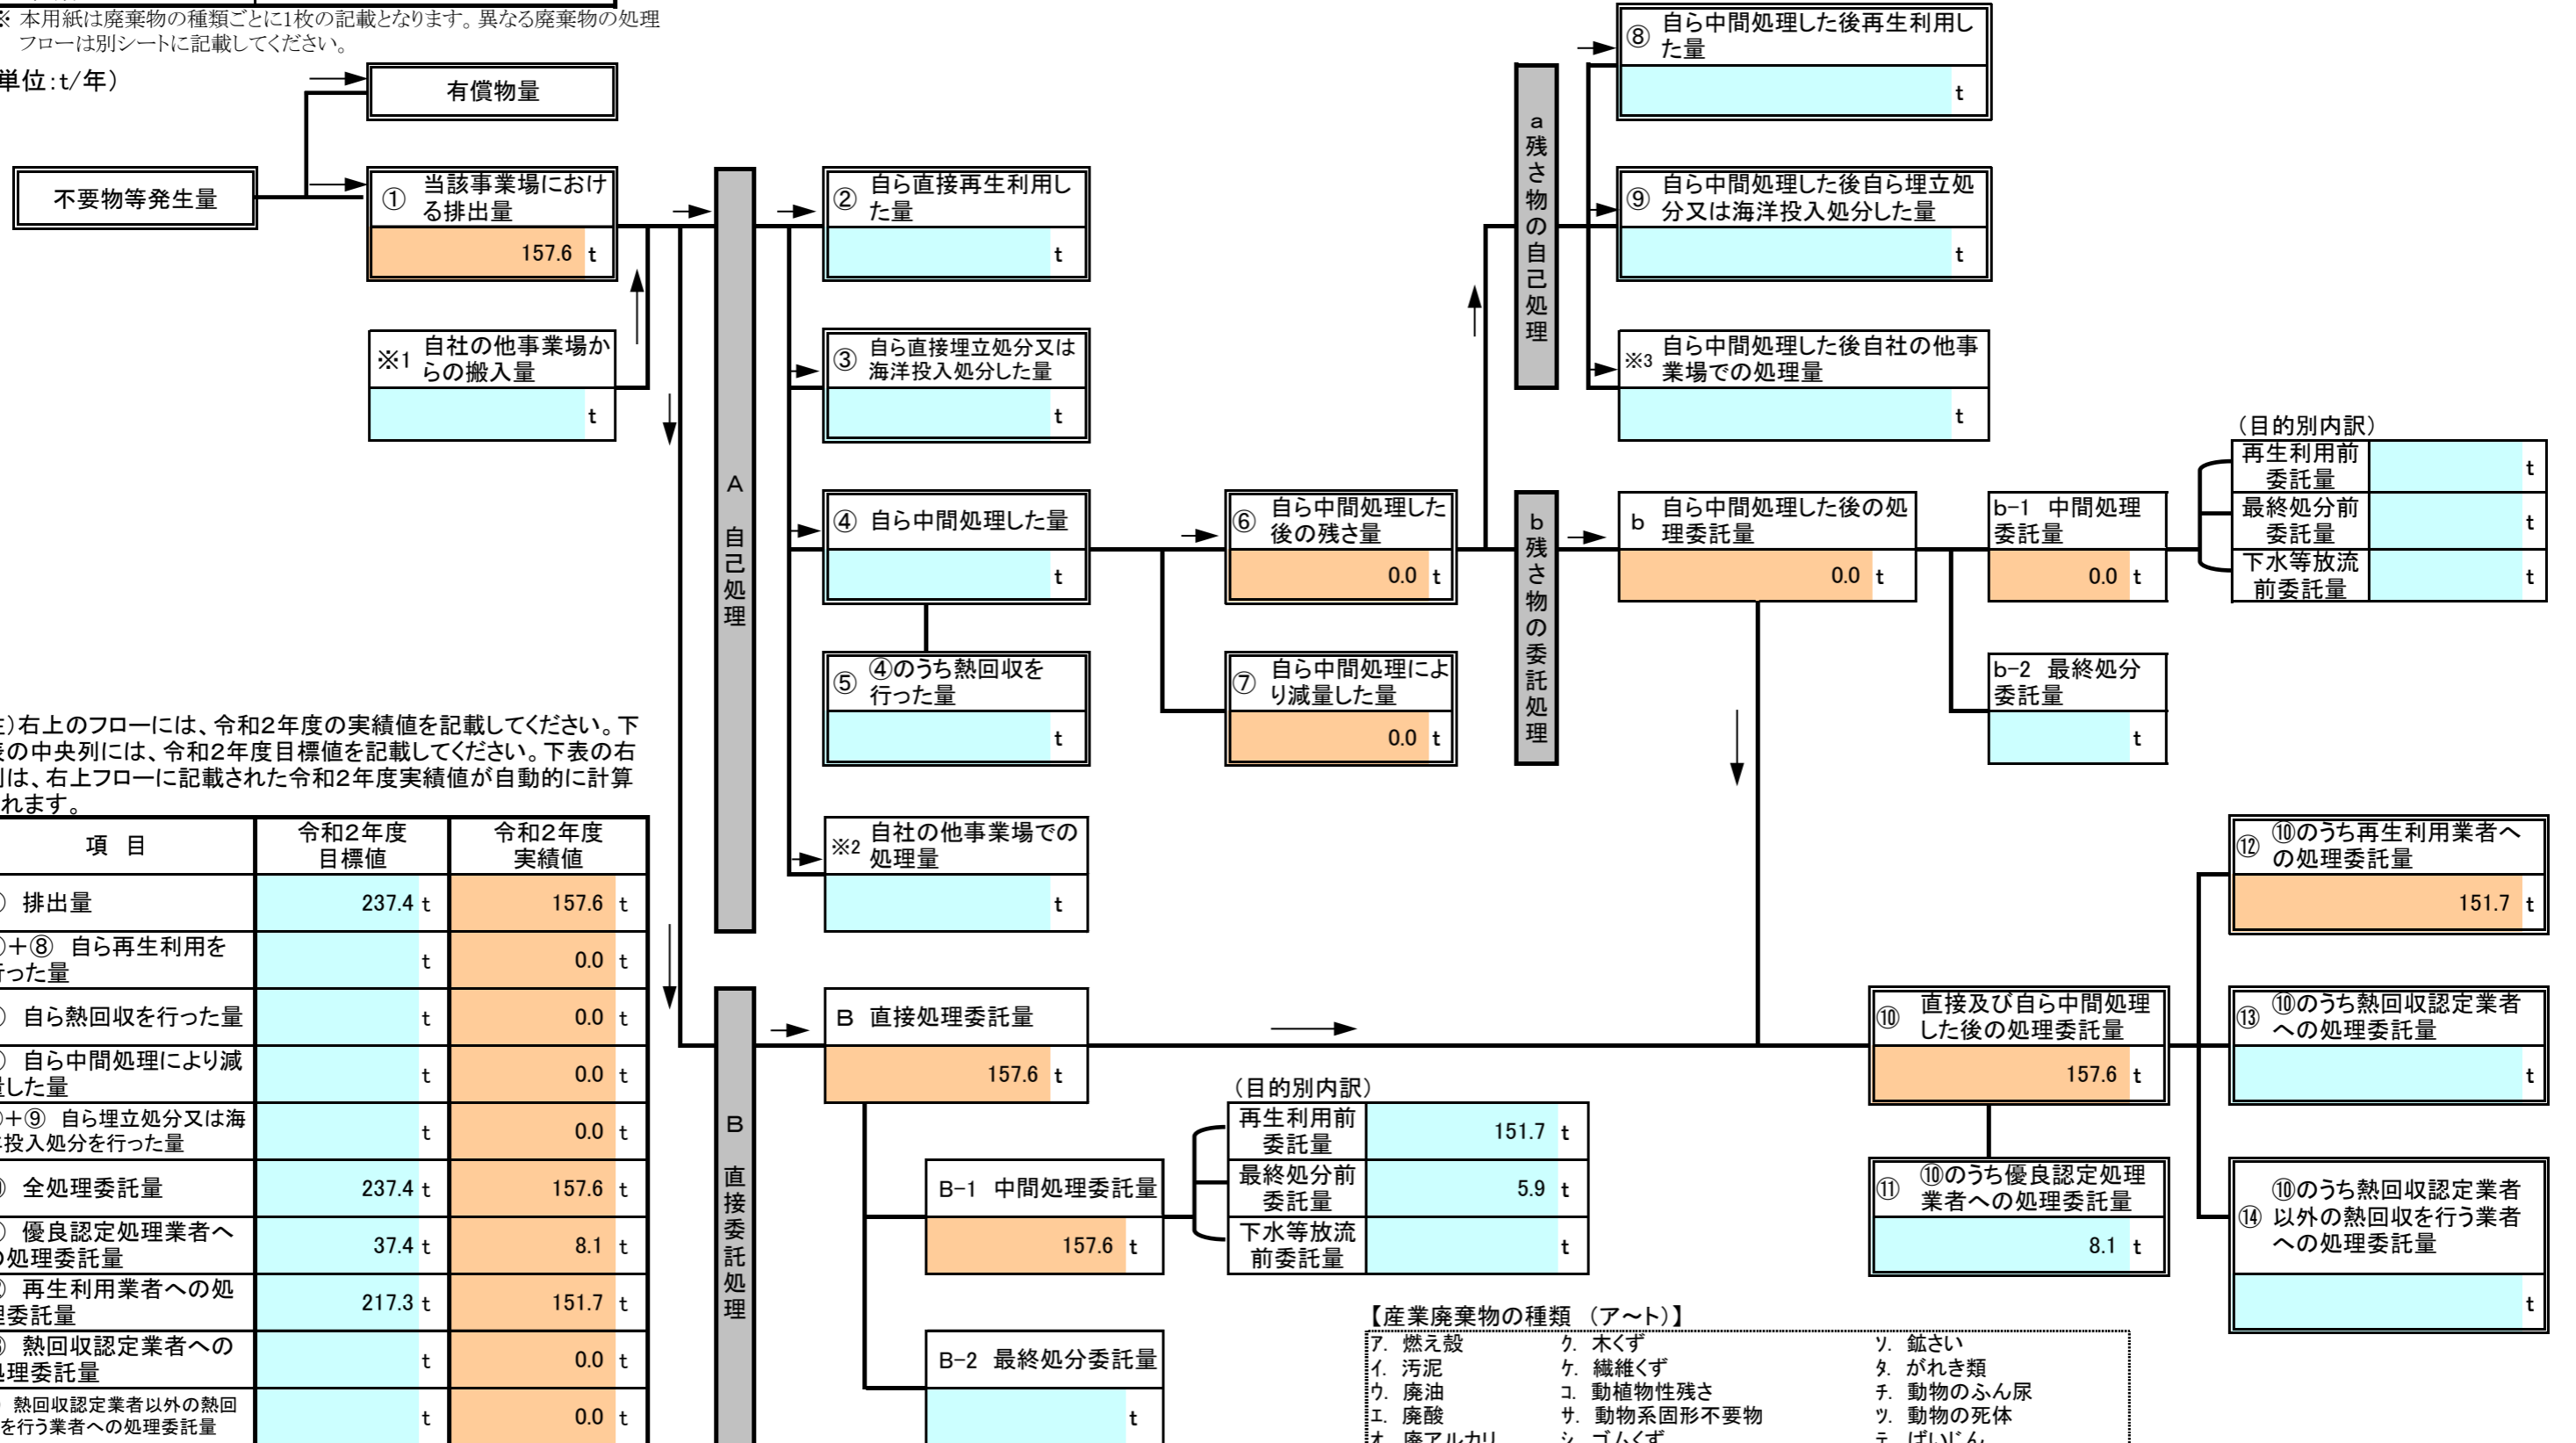 ※ 本用紙は廃棄物の種類ごとに1枚の記載となります。異なる廃棄物の処理
フローは別シートに記載してください。
単位:t/年)
有償物量
不要物等発生量
① 当該事業場におけ
る排出量
157.6 t
※1 自社の他事業場か
らの搬入量
t
A 自己処理
② 自ら直接再生利用し
た量
t
③ 自ら直接埋立処分又は
海洋投入処分した量
t
④ 自ら中間処理した量
t
⑤ ④のうち熱回収を
行った量
t
※2 自社の他事業場での
処理量
t
⑥ 自ら中間処理した
後の残さ量
0.0 t
⑦ 自ら中間処理によ
り減量した量
0.0 t
a残さ物の自己処理
⑧ 自ら中間処理した後再生利用し
た量
t
⑨ 自ら中間処理した後自ら埋立処
分又は海洋投入処分した量
t
※3 自ら中間処理した後自社の他事
業場での処理量
t
b残さ物の委託処理
b 自ら中間処理した後の処
理委託量
0.0 t
b-1 中間処理
委託量
0.0 t
b-2 最終処分
委託量
t
(目的別内訳)
再生利用前
委託量 t
最終処分前
委託量 t
下水等放流
前委託量 t
)右上のフローには、令和2年度の実績値を記載してください。下
表の中央列には、令和2年度目標値を記載してください。下表の右
列は、右上フローに記載された令和2年度実績値が自動的に計算
れます。
項 目 令和2年度
目標値 令和2年度
実績値
) 排出量 237.4 t 157.6 t
)+⑧ 自ら再生利用を
行った量 t 0.0 t
) 自ら熱回収を行った量 t 0.0 t
) 自ら中間処理により減
量した量 t 0.0 t
)+⑨ 自ら埋立処分又は海
洋投入処分を行った量 t 0.0 t
) 全処理委託量 237.4 t 157.6 t
) 優良認定処理業者へ
の処理委託量 37.4 t 8.1 t
) 再生利用業者への処
理委託量 217.3 t 151.7 t
) 熱回収認定業者への
処理委託量 t 0.0 t
熱回収認定業者以外の熱回
を行う業者への処理委託量 t 0.0 t
B 直接委託処理
B 直接処理委託量
157.6 t
B-1 中間処理委託量
157.6 t
B-2 最終処分委託量
t
(目的別内訳)
再生利用前
委託量 151.7 t
最終処分前
委託量 5.9 t
下水等放流
前委託量 t
⑩ 直接及び自ら中間処理
した後の処理委託量
157.6 t
⑪ ⑩のうち優良認定処理
業者への処理委託量
8.1 t
⑫ ⑩のうち再生利用業者へ
の処理委託量
151.7 t
⑬ ⑩のうち熱回収認定業者
への処理委託量
t
⑭ ⑩のうち熱回収認定業者
以外の熱回収を行う業者
への処理委託量
t
【産業廃棄物の種類 (ア~ト)】
ア. 燃え殻 ク. 木くず ソ. 鉱さい
イ. 汚泥 ケ. 繊維くず タ. がれき類
ウ. 廃油 コ. 動植物性残さ チ. 動物のふん尿
エ. 廃酸 サ. 動物系固形不要物 ツ. 動物の死体
オ. 廃アルカリ シ. ゴムくず テ. ばいじん